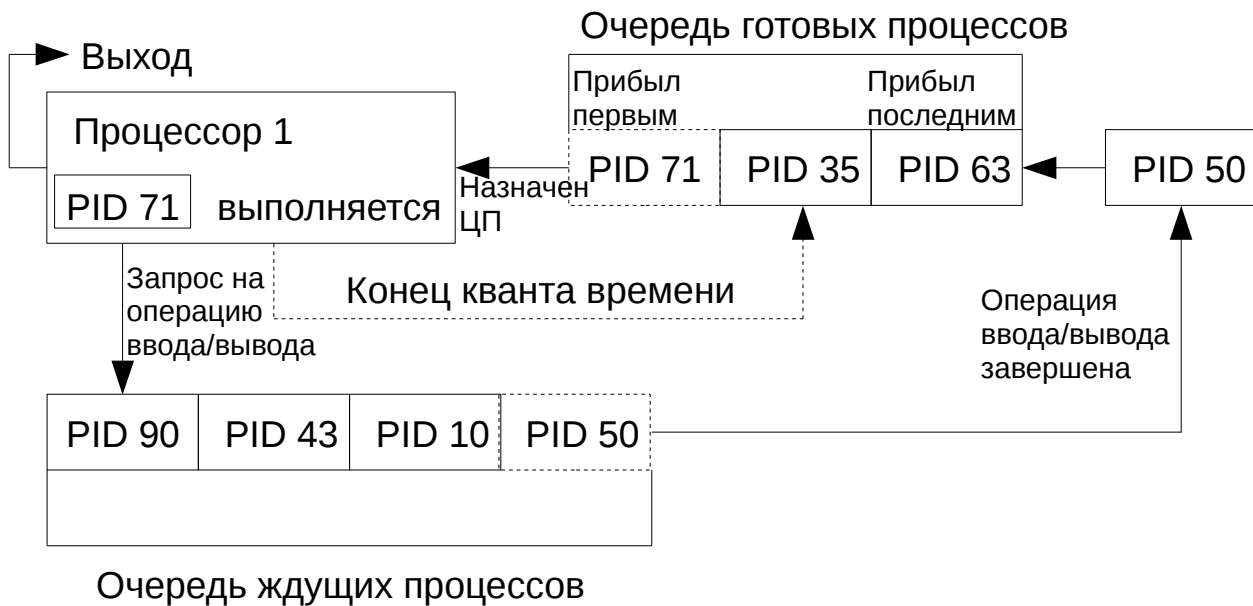 Очередь готовых процессов
Выход
Прибыл
первым
Прибыл
последним
Процессор 1
PID 71 выполняется
Назначен
ЦП
PID 71
PID 35
PID 63
PID 50
Запрос на
операцию
ввода/вывода
Конец кванта времени
Операция
ввода/вывода
завершена
PID 90
PID 43
PID 10
PID 50
Очередь ждущих процессов